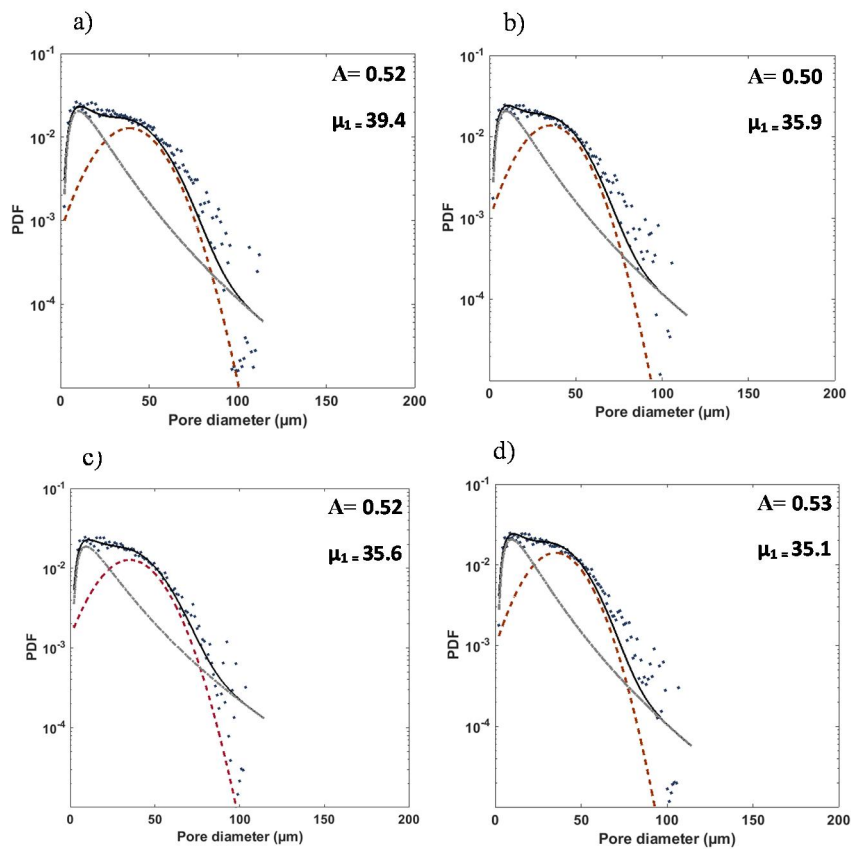 a)
A= 0.52
μ₁ = 39.4
10⁻¹
10⁻²
10⁻³
10⁻⁴
PDF
0
50
100
150
200
Pore diameter (μm)
b)
A= 0.50
μ₁ = 35.9
10⁻¹
10⁻²
10⁻³
10⁻⁴
PDF
0
50
100
150
200
Pore diameter (μm)
c)
A= 0.52
μ₁ = 35.6
10⁻¹
10⁻²
10⁻³
10⁻⁴
PDF
0
50
100
150
200
Pore diameter (μm)
d)
A= 0.53
μ₁ = 35.1
10⁻¹
10⁻²
10⁻³
10⁻⁴
PDF
0
50
100
150
200
Pore diameter (μm)